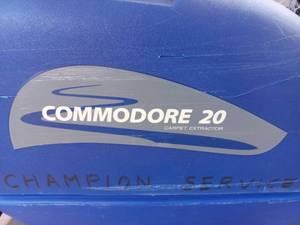 COMMODORE 20
CARPET EXTRACTOR
CHAMPION SERVICE